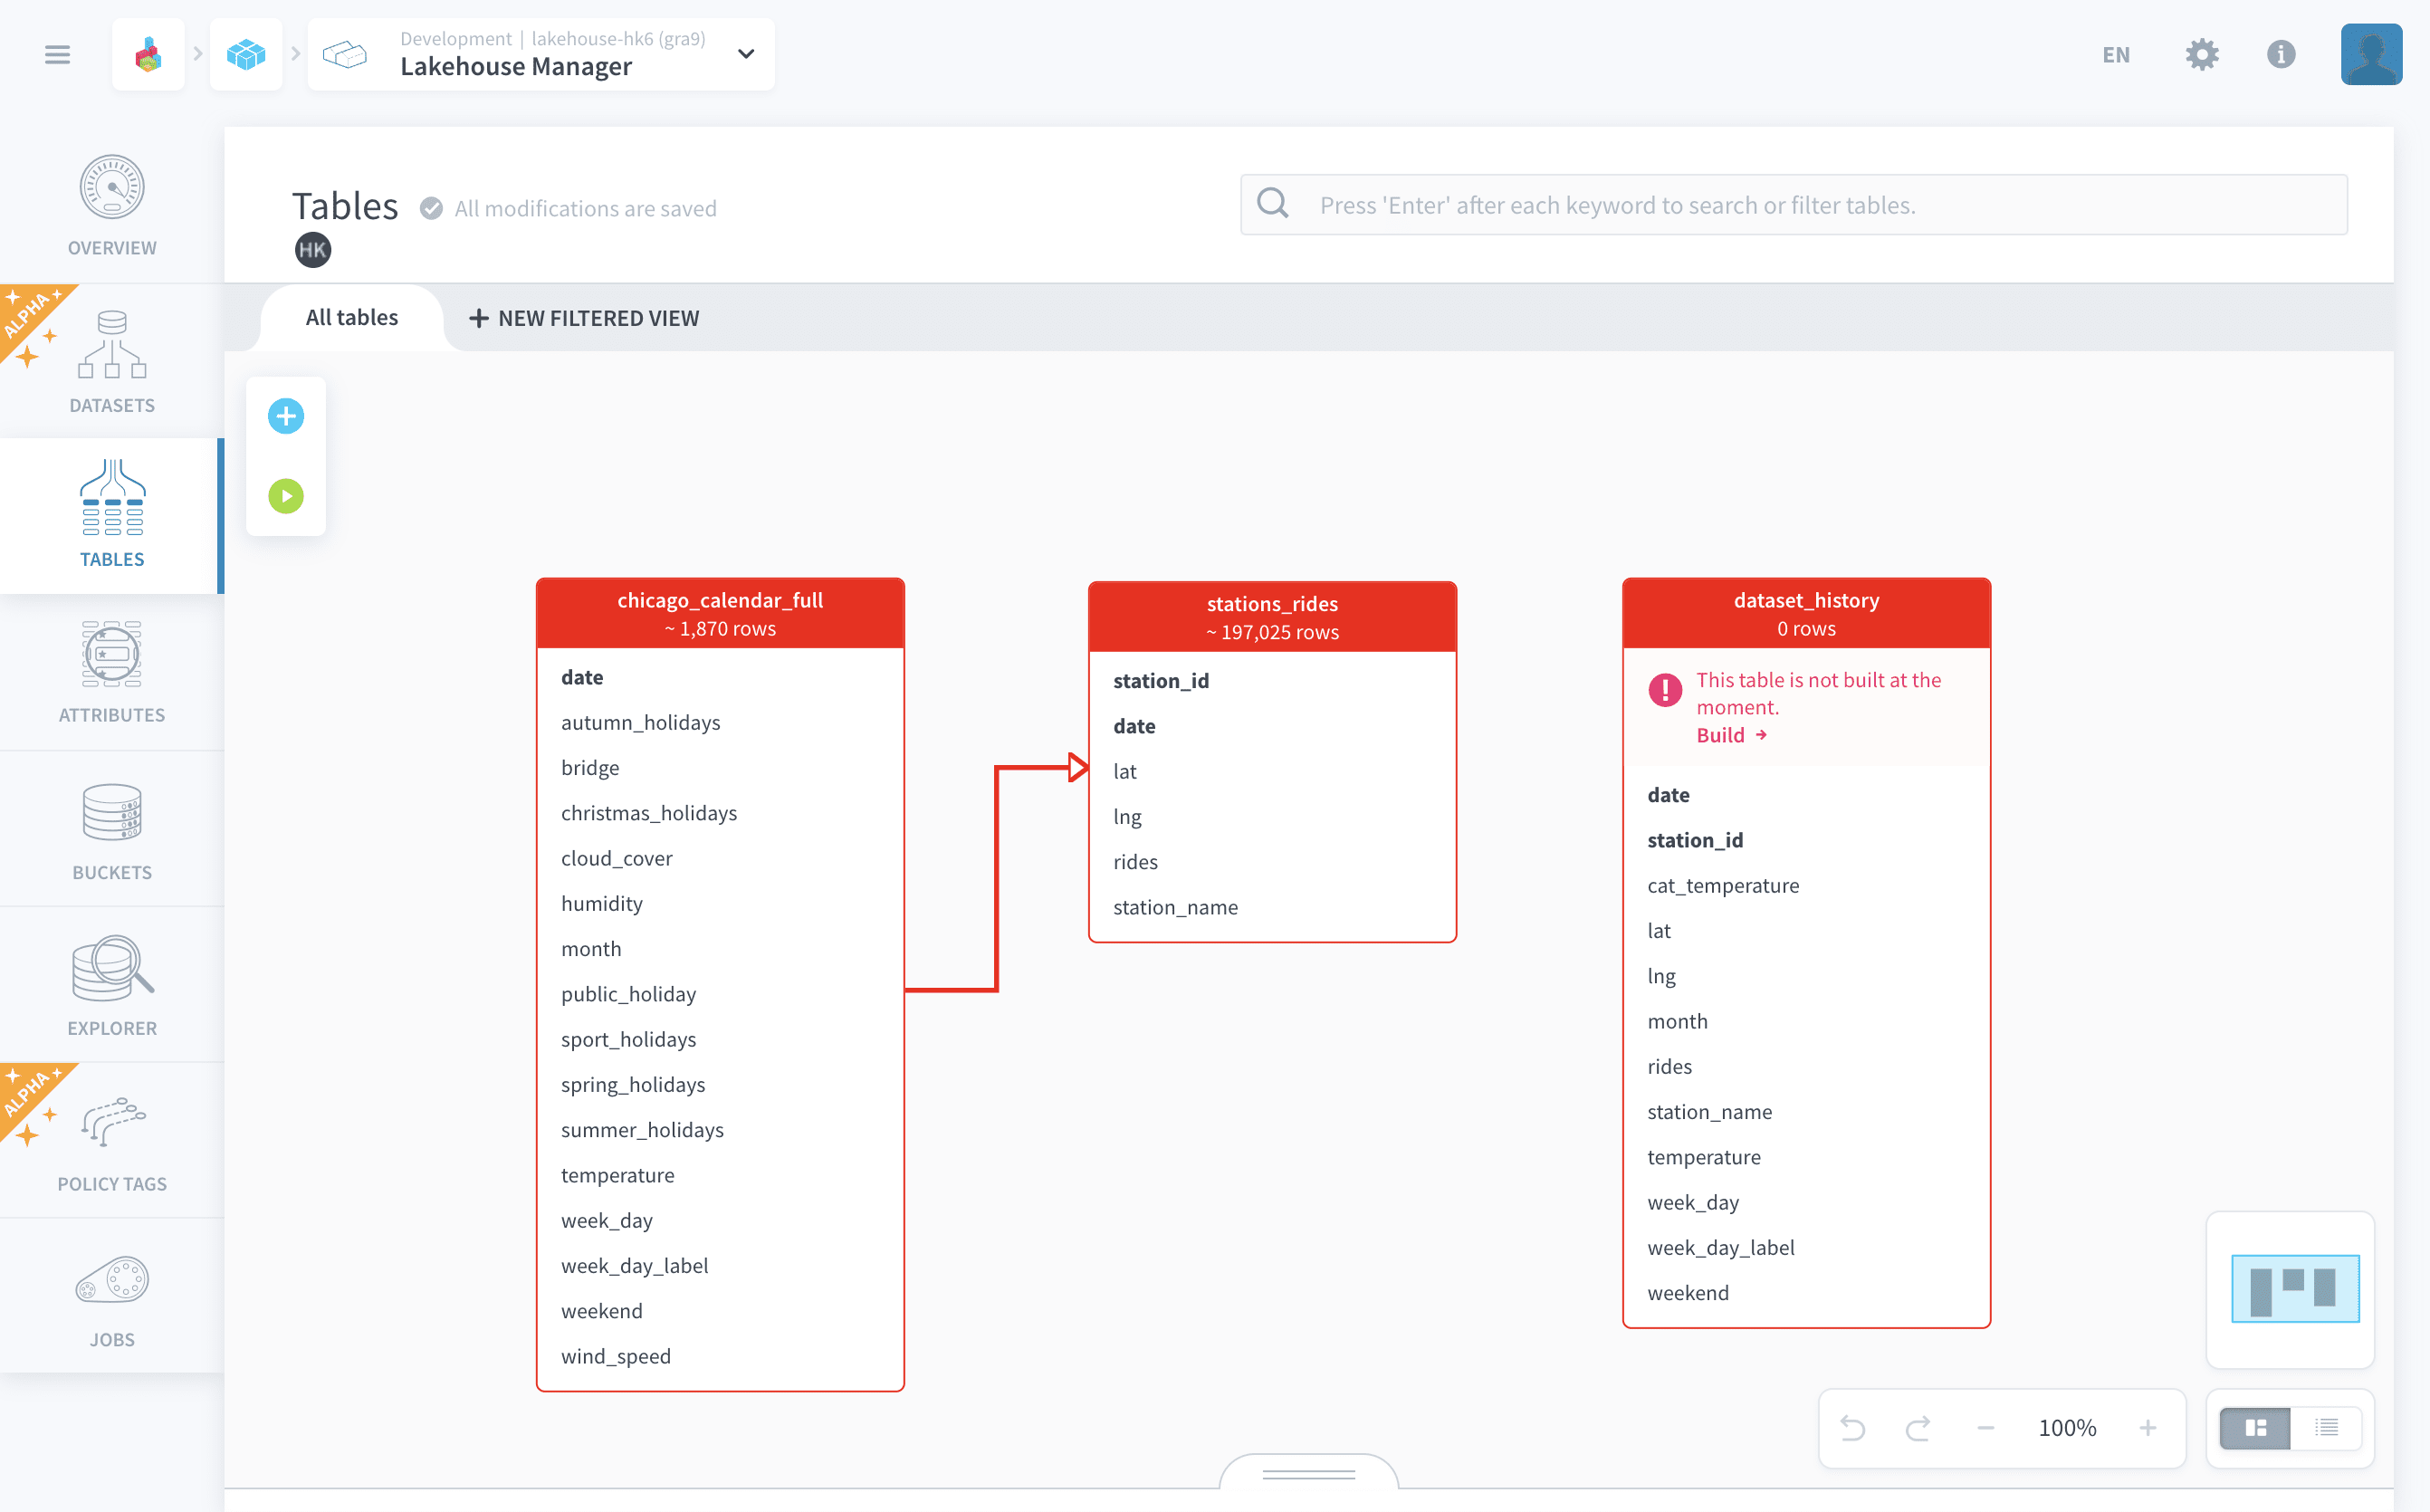 Development | lakehouse-hk6 (gra9)
Lakehouse Manager
EN
Tables
All modifications are saved
HK
Press 'Enter' after each keyword to search or filter tables.
All tables
NEW FILTERED VIEW
OVERVIEW
ALPHA
DATASETS
TABLES
ATTRIBUTES
BUCKETS
EXPLORER
ALPHA
POLICY TAGS
JOBS
chicago_calendar_full
~ 1,870 rows
date
autumn_holidays
bridge
christmas_holidays
cloud_cover
humidity
month
public_holiday
sport_holidays
spring_holidays
summer_holidays
temperature
week_day
week_day_label
weekend
wind_speed
stations_rides
~ 197,025 rows
station_id
date
lat
lng
rides
station_name
dataset_history
0 rows
This table is not built at the
moment.
Build
date
station_id
cat_temperature
lat
lng
month
rides
station_name
temperature
week_day
week_day_label
weekend
100%